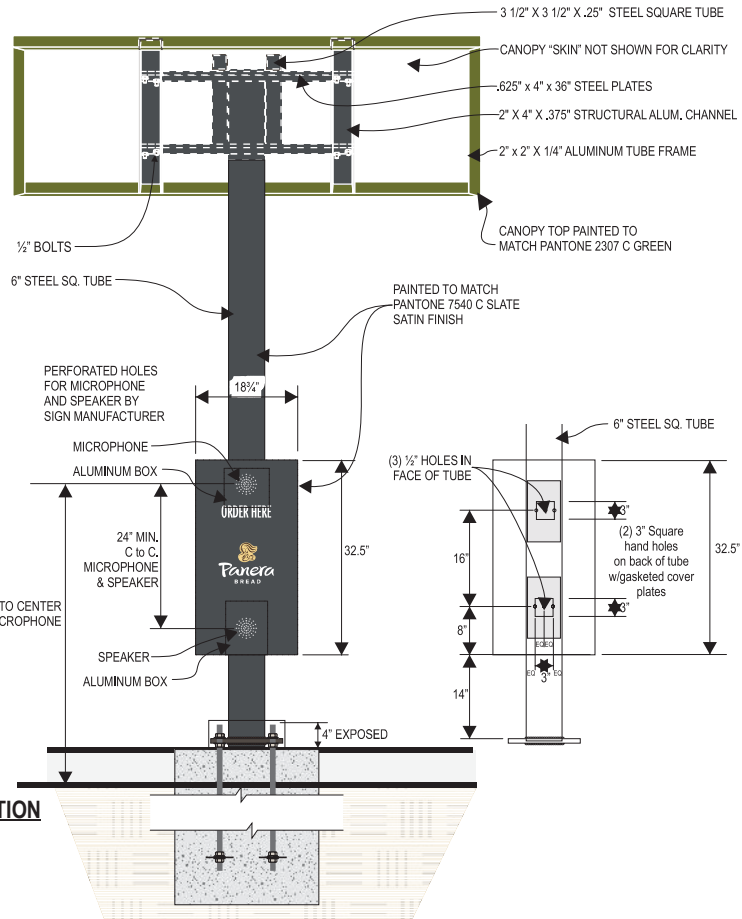 3 1/2" X 3 1/2" X .25" STEEL SQUARE TUBE
CANOPY “SKIN” NOT SHOWN FOR CLARITY
.625" x 4" x 36" STEEL PLATES
2" X 4" X .375" STRUCTURAL ALUM. CHANNEL
2" x 2" X 1/4" ALUMINUM TUBE FRAME
CANOPY TOP PAINTED TO
MATCH PANTONE 2307 C GREEN
½" BOLTS
6" STEEL SQ. TUBE
PAINTED TO MATCH
PANTONE 7540 C SLATE
SATIN FINISH
PERFORATED HOLES
FOR MICROPHONE
AND SPEAKER BY
SIGN MANUFACTURER
18¾"
MICROPHONE
ALUMINUM BOX
ORDER HERE
24" MIN.
C to C.
MICROPHONE
& SPEAKER
32.5"
Panera
BREAD
TO CENTER
CROPHONE
SPEAKER
ALUMINUM BOX
4" EXPOSED
TION
6" STEEL SQ. TUBE
(3) ½" HOLES IN
FACE OF TUBE
3"
(2) 3" Square
hand holes
on back of tube
w/gasketed cover
plates
32.5"
16"
3"
8"
EQ EQ
EQ 3" EQ
14"